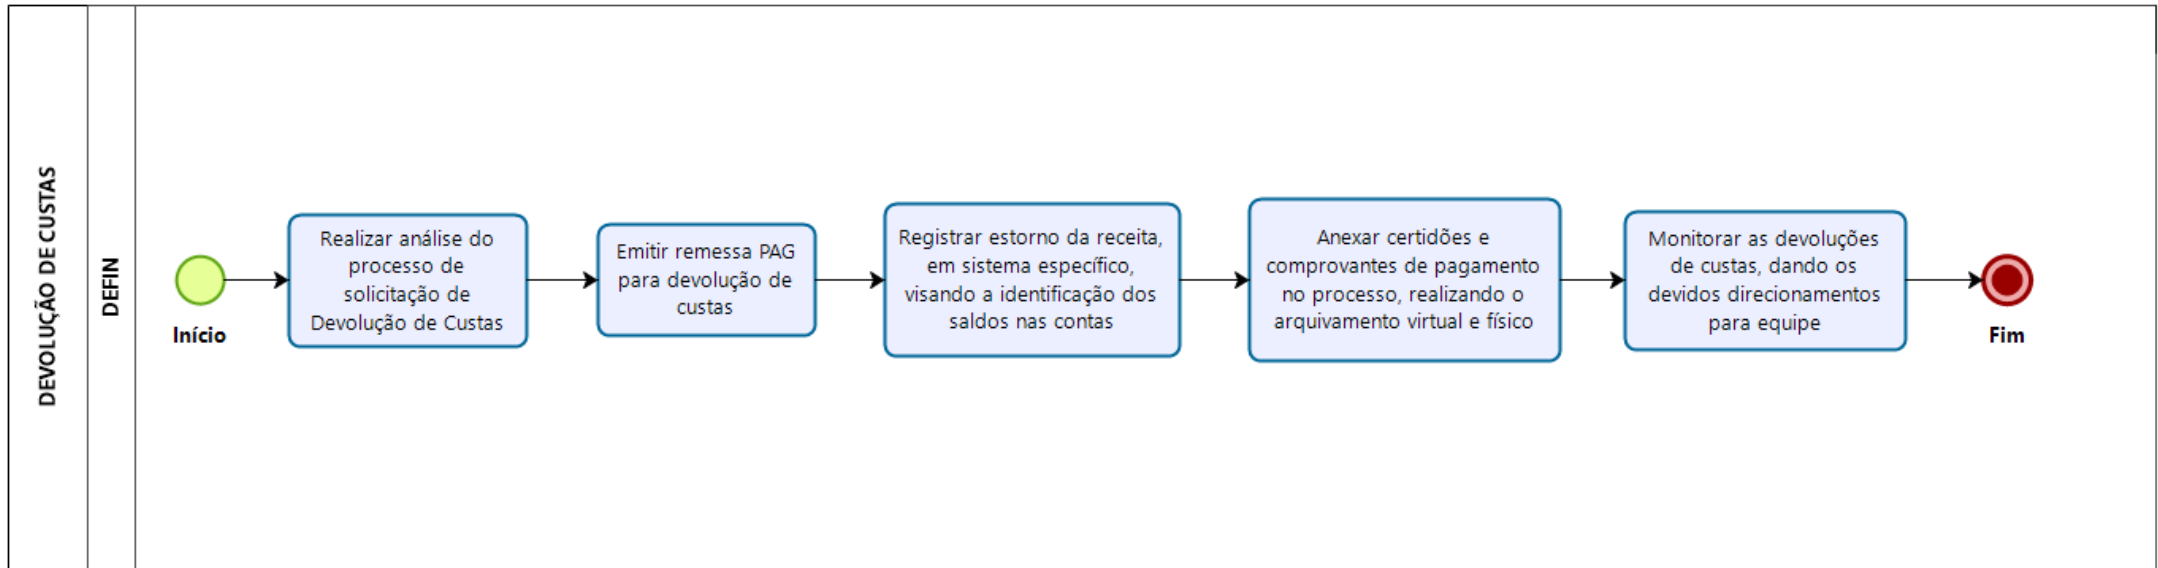 DEVOLUÇÃO DE CUSTAS
DEFIN
Início
Realizar análise do
processo de
solicitação de
Devolução de Custas
Emitir remessa PAG
para devolução de
custas
Registrar estorno da receita,
em sistema específico,
visando a identificação dos
saldos nas contas
Anexar certidões e
comprovantes de pagamento
no processo, realizando o
arquivamento virtual e físico
Monitorar as devoluções
de custas, dando os
devidos direcionamentos
para equipe
Fim